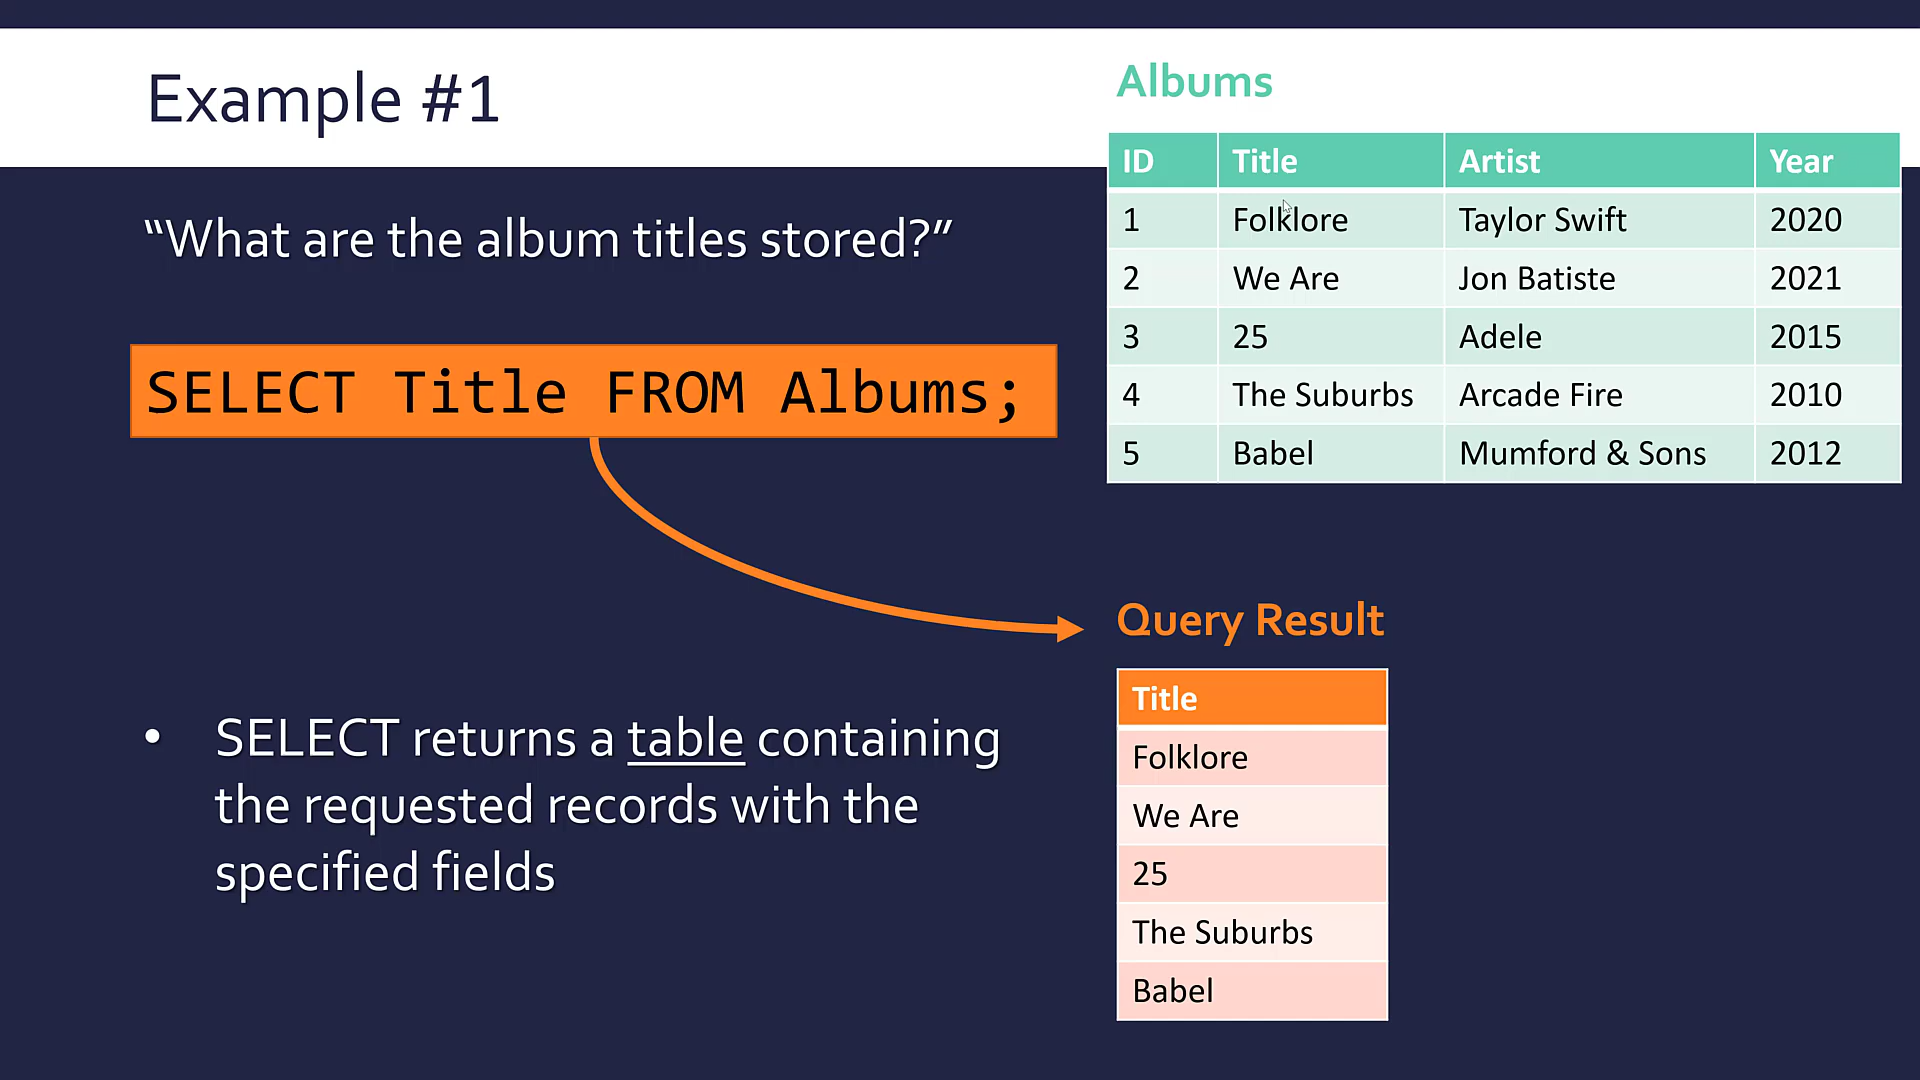 Example #1
“What are the album titles stored?”
SELECT Title FROM Albums;
• SELECT returns a table containing
the requested records with the
specified fields
Albums
ID Title Artist Year
1 Folklore Taylor Swift 2020
2 We Are Jon Batiste 2021
3 25 Adele 2015
4 The Suburbs Arcade Fire 2010
5 Babel Mumford & Sons 2012
Query Result
Title
Folklore
We Are
25
The Suburbs
Babel